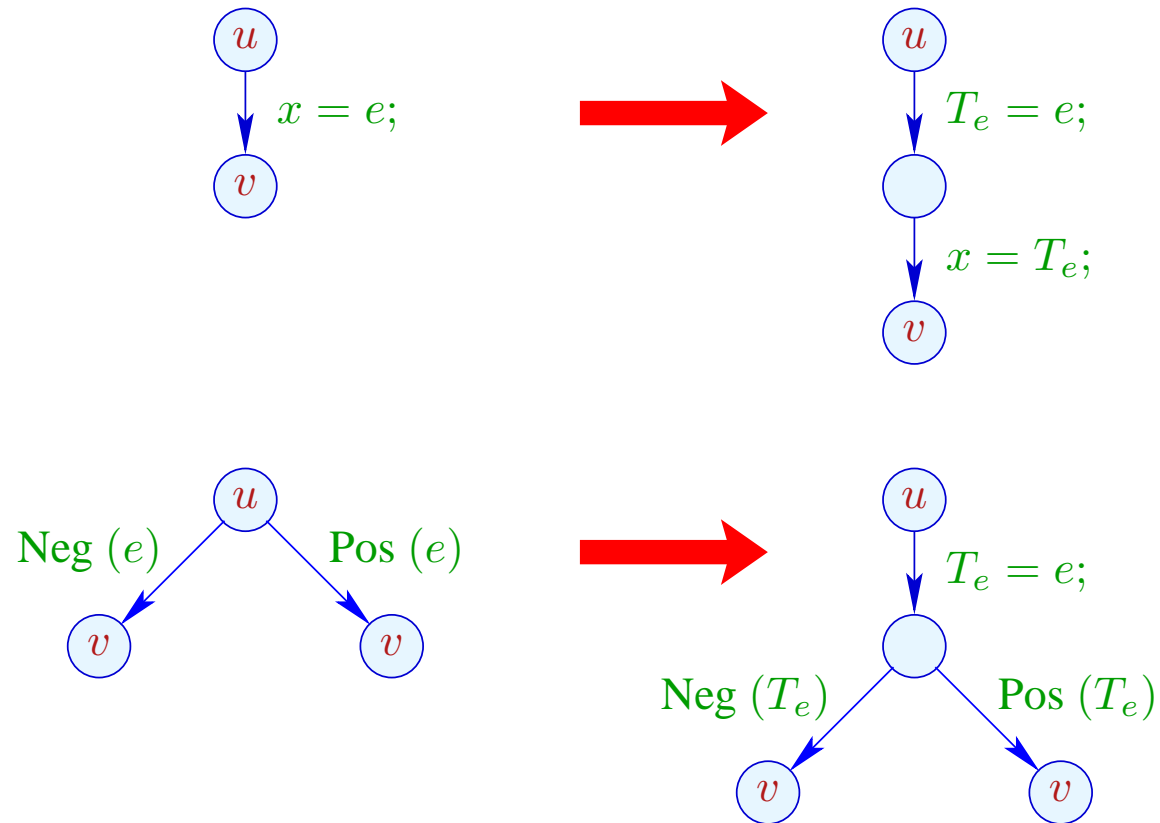 u u
x = e; T_e = e;
v
x = T_e;
v
u u
Neg (e) Pos (e)
T_e = e;
v v
Neg (T_e) Pos (T_e)
v v